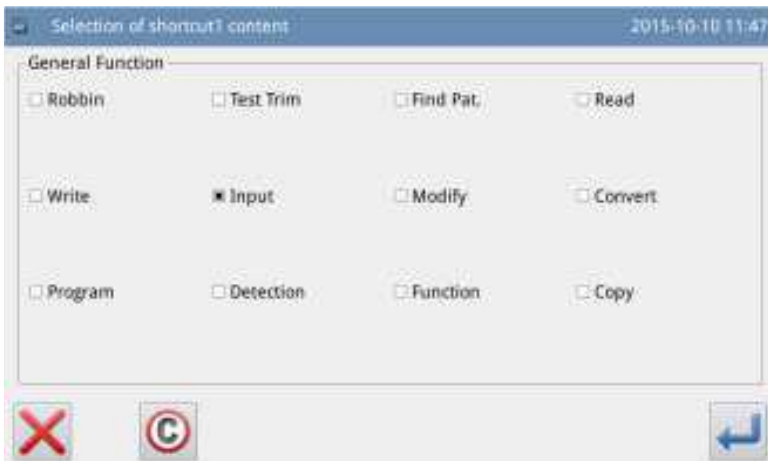 Selection of shortcut1 content 2015-10-10 11:47
General Function
Robbin Test Trim Find Pat. Read
Write Input Modify Convert
Program Detection Function Copy
C